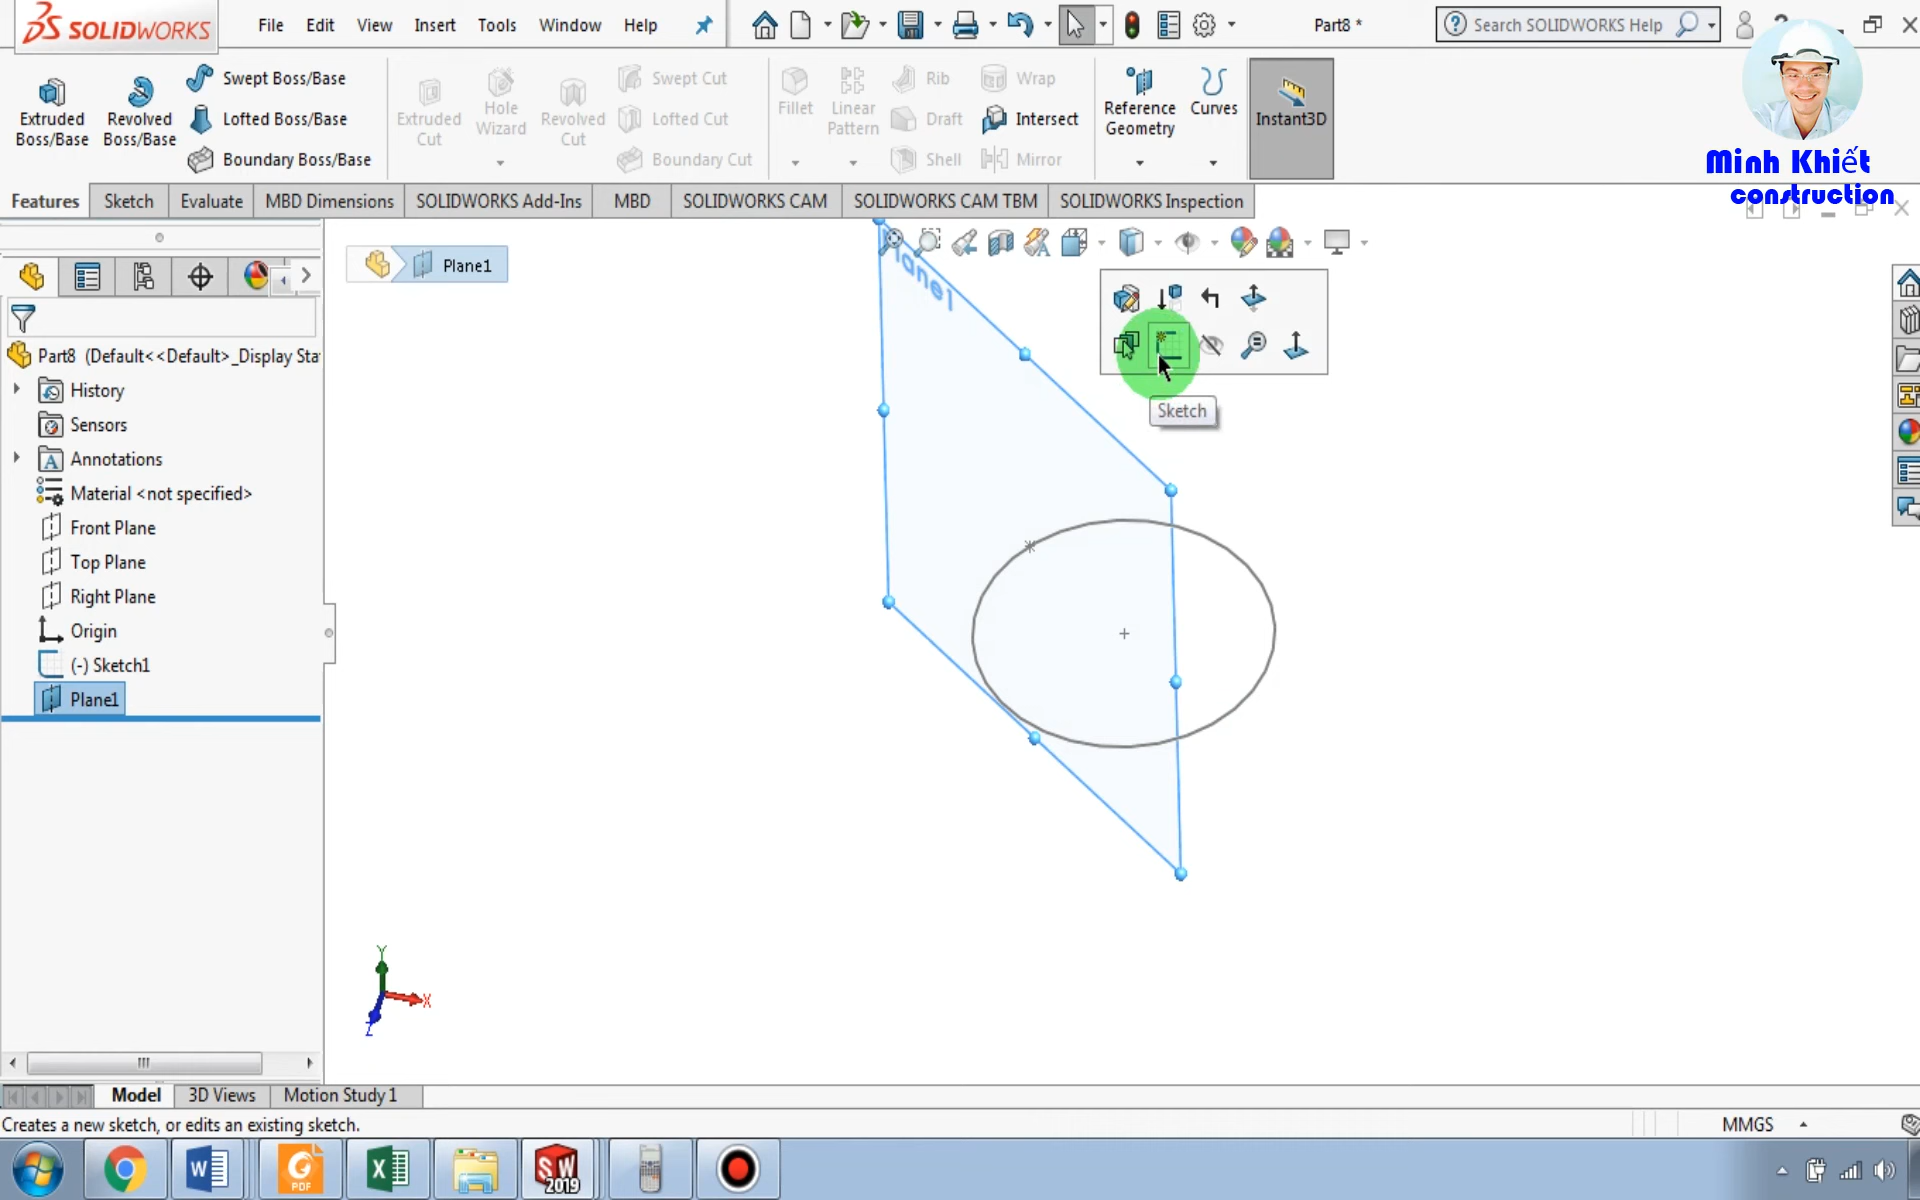 SOLIDWORKS File Edit View Insert Tools Window Help Part8 * Search SOLIDWORKS Help
Extruded Boss/Base
Revolved Boss/Base
Swept Boss/Base
Lofted Boss/Base
Boundary Boss/Base
Extruded Cut
Hole Wizard
Revolved Cut
Swept Cut
Lofted Cut
Boundary Cut
Fillet
Linear Pattern
Rib
Draft
Shell
Wrap
Intersect
Mirror
Reference Geometry
Curves
Instant3D
Minh Khiết
construction
Features Sketch Evaluate MBD Dimensions SOLIDWORKS Add-Ins MBD SOLIDWORKS CAM SOLIDWORKS CAM TBM SOLIDWORKS Inspection
Plane1
Plane1
Sketch
Part8 (Default<<Default>_Display Sta
History
Sensors
Annotations
Material <not specified>
Front Plane
Top Plane
Right Plane
Origin
(-) Sketch1
Plane1
Y
X
Z
Model 3D Views Motion Study 1
Creates a new sketch, or edits an existing sketch. MMGS
W
PDF
X
SW
2019